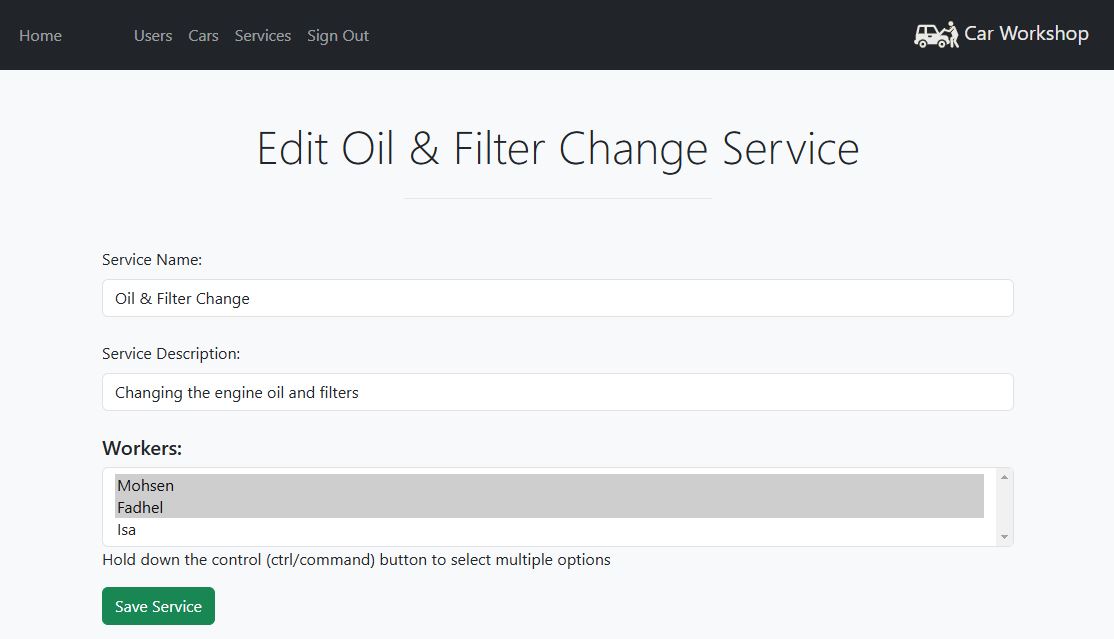 Home Users Cars Services Sign Out Car Workshop
Edit Oil & Filter Change Service
Service Name:
Oil & Filter Change
Service Description:
Changing the engine oil and filters
Workers:
Mohsen
Fadhel
Isa
Hold down the control (ctrl/command) button to select multiple options
Save Service